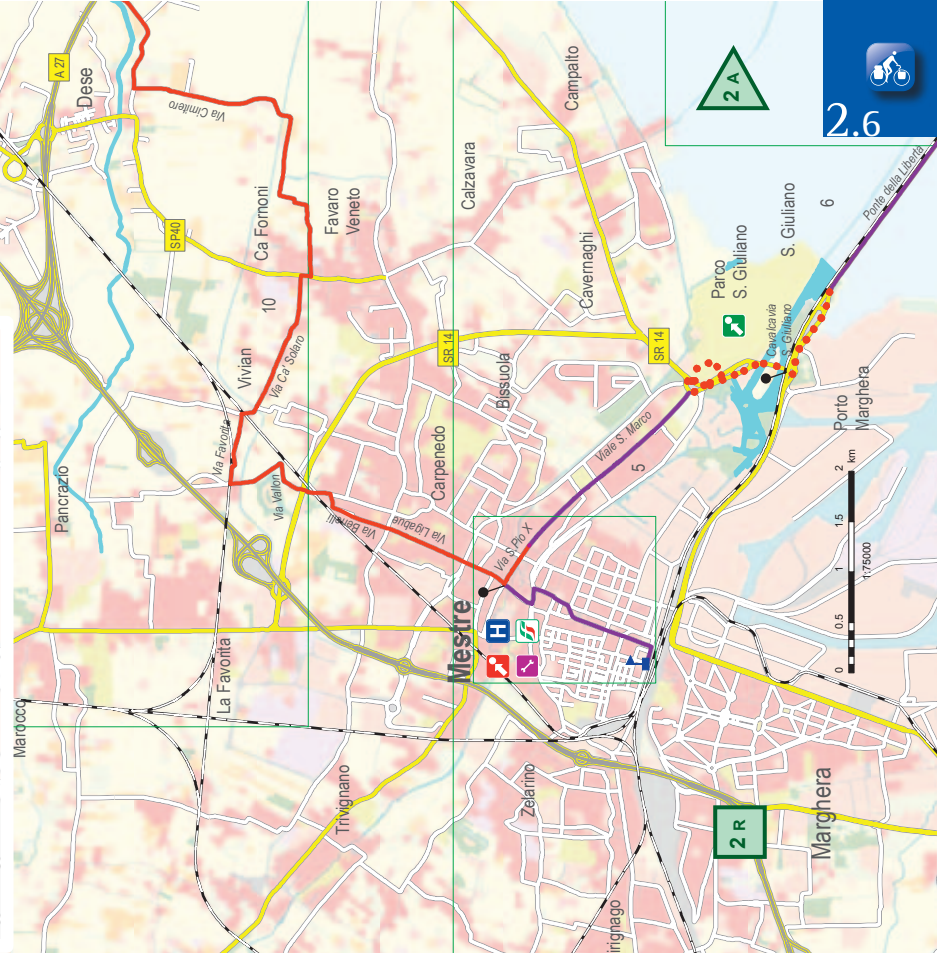 A 27
Dese
Via Cimitero
Campalto
2 A
2.6
SP40
Ca Fornoni
Favaro
Veneto
Calzavara
Ponte della Libertà
6
S. Giuliano
Parco
S. Giuliano
Cavernaghi
10
Vivian
Via Ca' Solaro
SR 14
SR 14
Cavalcavia
S. Giuliano
Bissuola
Via Favorita
Pancrazio
Via Vallon
Carpenedo
Viale S. Marco
5
Porto
Marghera
Via Benelli
Via Ligabue
Via S.Pio X
Mestre
H
0
0.5
1
1.5
2 km
1:75000
La Favorita
Marocco
Trivignano
Zelarino
2 R
Marghera
irignago